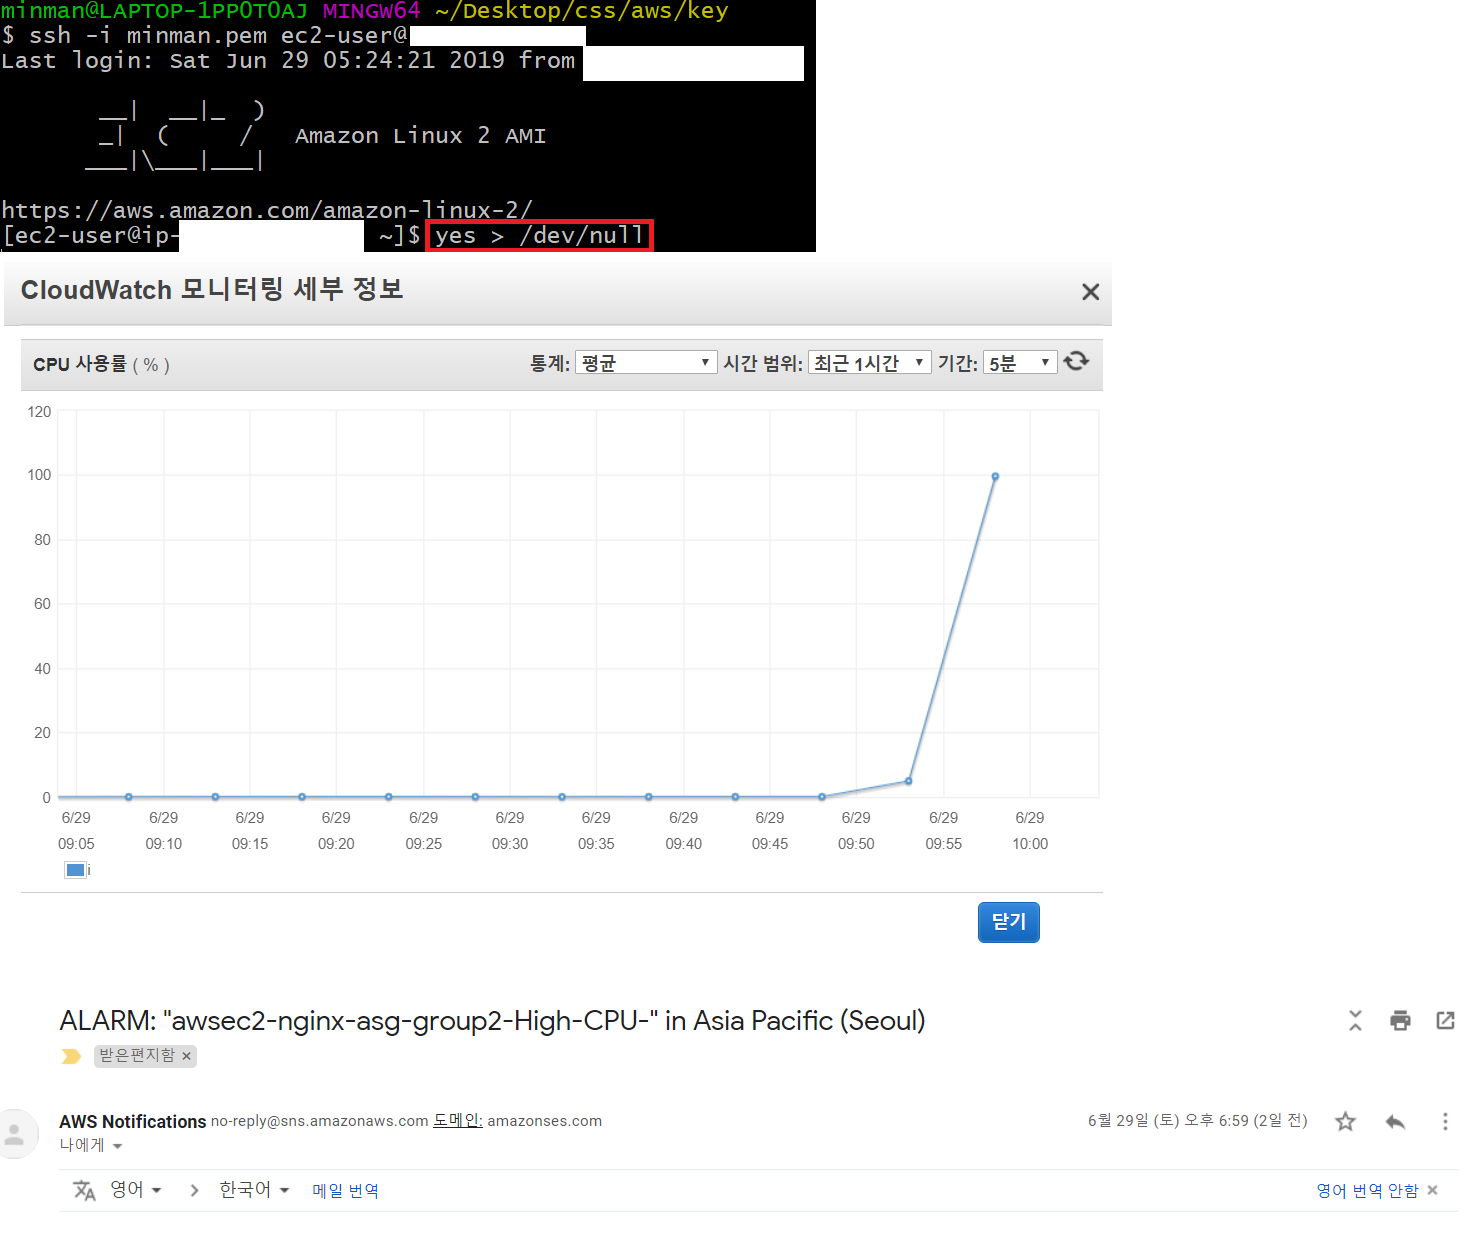 minman@LAPTOP-1PP0T0AJ MINGW64 ~/Desktop/css/aws/key
$ ssh -i minman.pem ec2-user@
Last login: Sat Jun 29 05:24:21 2019 from
__|  __|_  )
_|  (     /   Amazon Linux 2 AMI
___|\___|___|
https://aws.amazon.com/amazon-linux-2/
[ec2-user@ip- ~]$ yes > /dev/null
CloudWatch 모니터링 세부 정보
CPU 사용률 ( % ) 통계: 평균 시간 범위: 최근 1시간 기간: 5분
120
100
80
60
40
20
0
6/29 6/29 6/29 6/29 6/29 6/29 6/29 6/29 6/29 6/29 6/29 6/29
09:05 09:10 09:15 09:20 09:25 09:30 09:35 09:40 09:45 09:50 09:55 10:00
i
닫기
ALARM: "awsec2-nginx-asg-group2-High-CPU-" in Asia Pacific (Seoul)
받은편지함 ×
AWS Notifications no-reply@sns.amazonaws.com 도메인: amazonses.com 6월 29일 (토) 오후 6:59 (2일 전)
나에게
영어 > 한국어 메일 번역 영어 번역 안함 ×